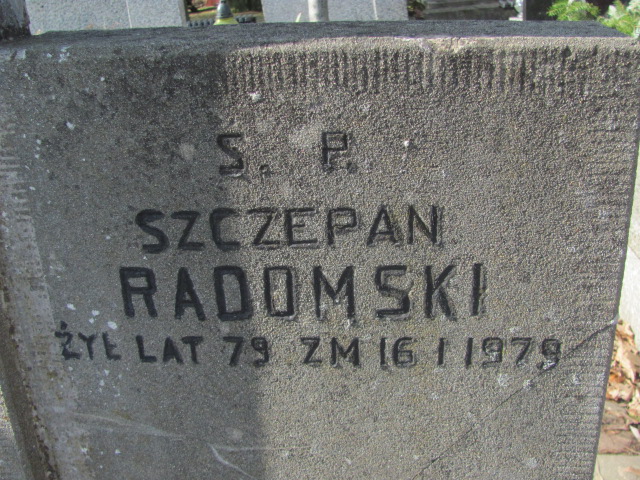 S. P.
SZCZEPAN
RADOMSKI
ŻYŁ LAT 79 ZM 16 I 1979